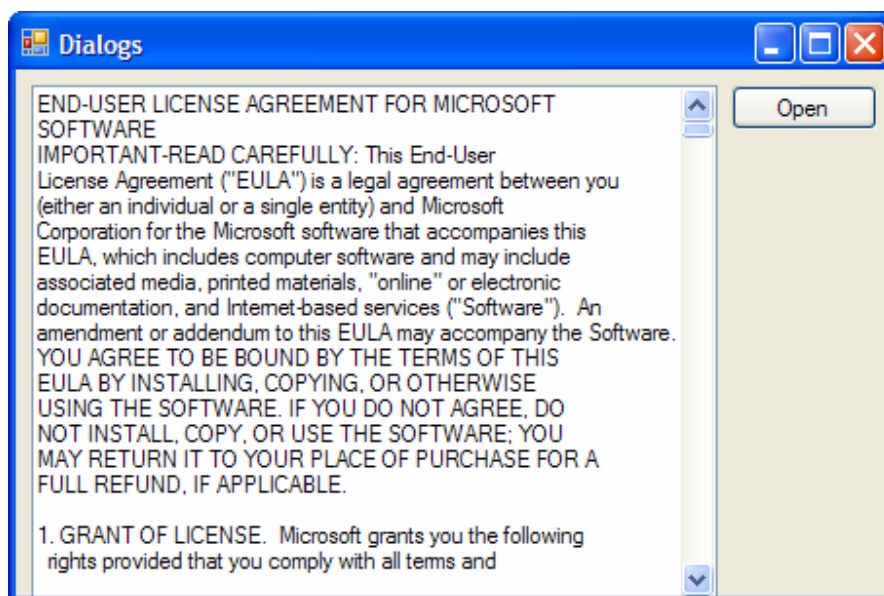 Dialogs
END-USER LICENSE AGREEMENT FOR MICROSOFT
SOFTWARE
IMPORTANT-READ CAREFULLY: This End-User
License Agreement ("EULA") is a legal agreement between you
(either an individual or a single entity) and Microsoft
Corporation for the Microsoft software that accompanies this
EULA, which includes computer software and may include
associated media, printed materials, "online" or electronic
documentation, and Internet-based services ("Software").  An
amendment or addendum to this EULA may accompany the Software.
YOU AGREE TO BE BOUND BY THE TERMS OF THIS
EULA BY INSTALLING, COPYING, OR OTHERWISE
USING THE SOFTWARE. IF YOU DO NOT AGREE, DO
NOT INSTALL, COPY, OR USE THE SOFTWARE; YOU
MAY RETURN IT TO YOUR PLACE OF PURCHASE FOR A
FULL REFUND, IF APPLICABLE.
1. GRANT OF LICENSE.  Microsoft grants you the following
rights provided that you comply with all terms and
Open